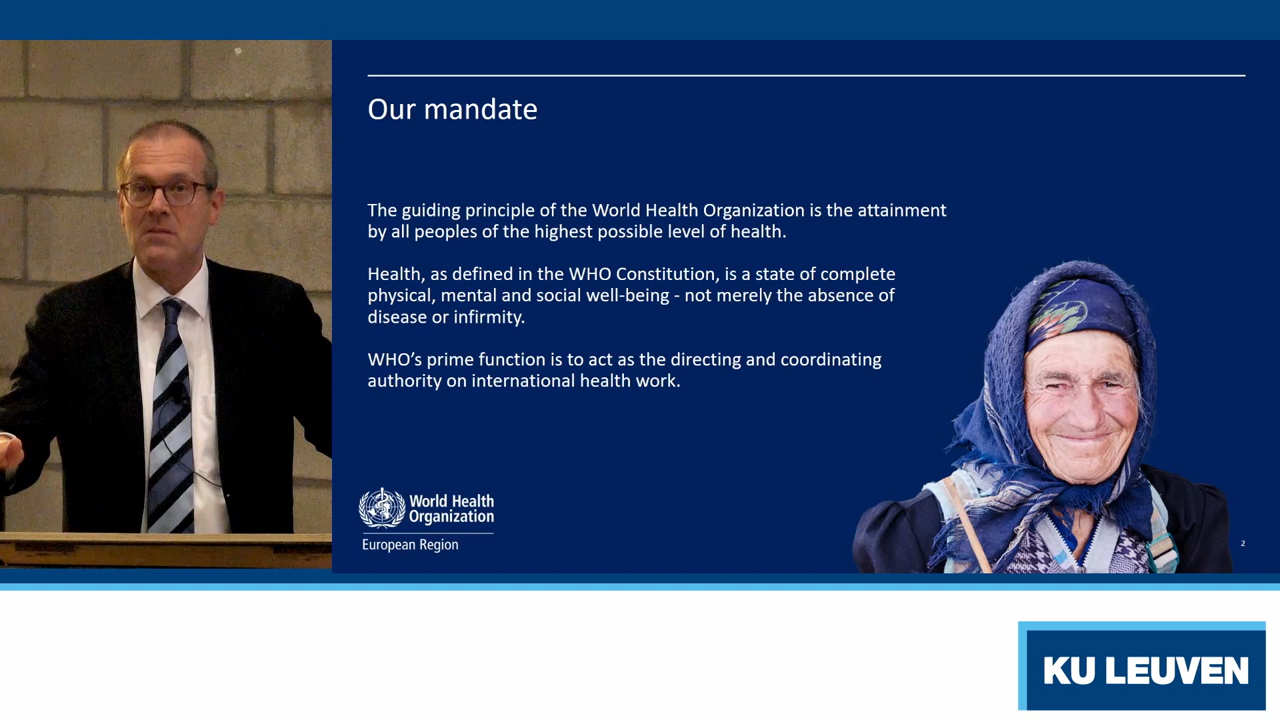 Our mandate
The guiding principle of the World Health Organization is the attainment
by all peoples of the highest possible level of health.
Health, as defined in the WHO Constitution, is a state of complete
physical, mental and social well-being - not merely the absence of
disease or infirmity.
WHO’s prime function is to act as the directing and coordinating
authority on international health work.
World Health
Organization
European Region
2
KU LEUVEN